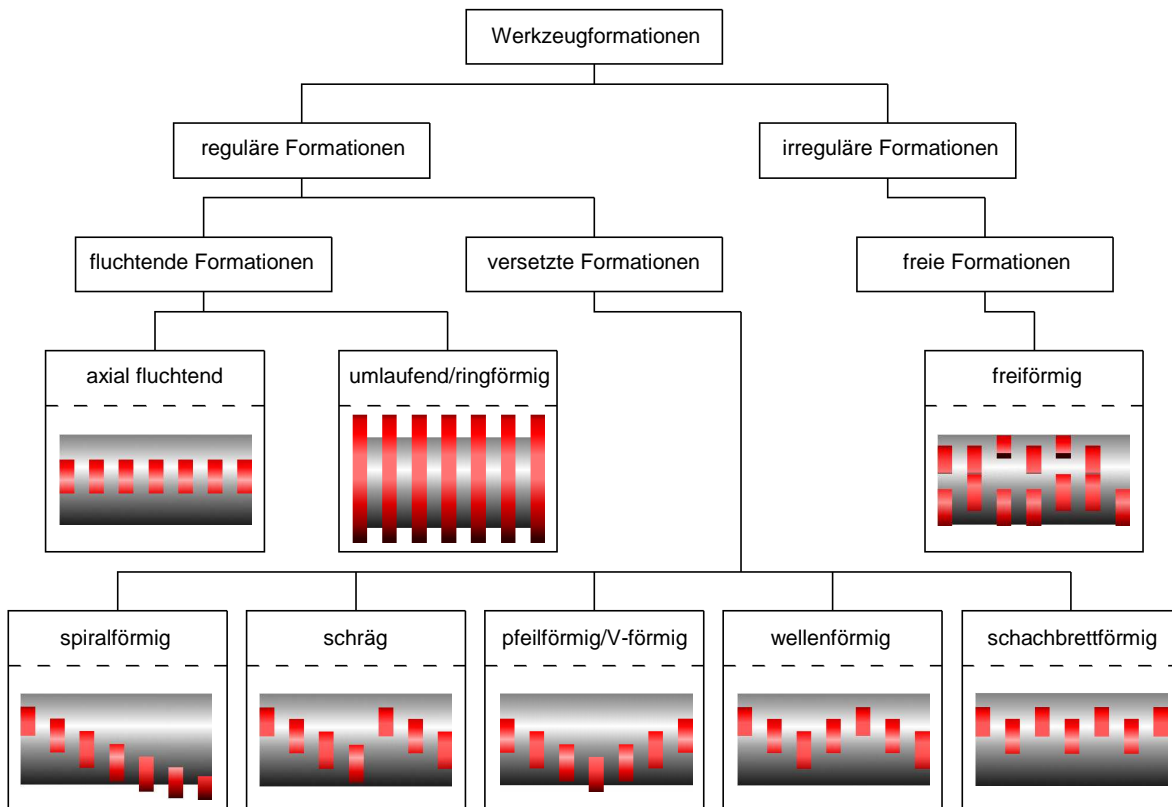 Werkzeugformationen
reguläre Formationen
irreguläre Formationen
fluchtende Formationen
versetzte Formationen
freie Formationen
axial fluchtend
umlaufend/ringförmig
freiförmig
spiralförmig
schräg
pfeilförmig/V-förmig
wellenförmig
schachbrettförmig